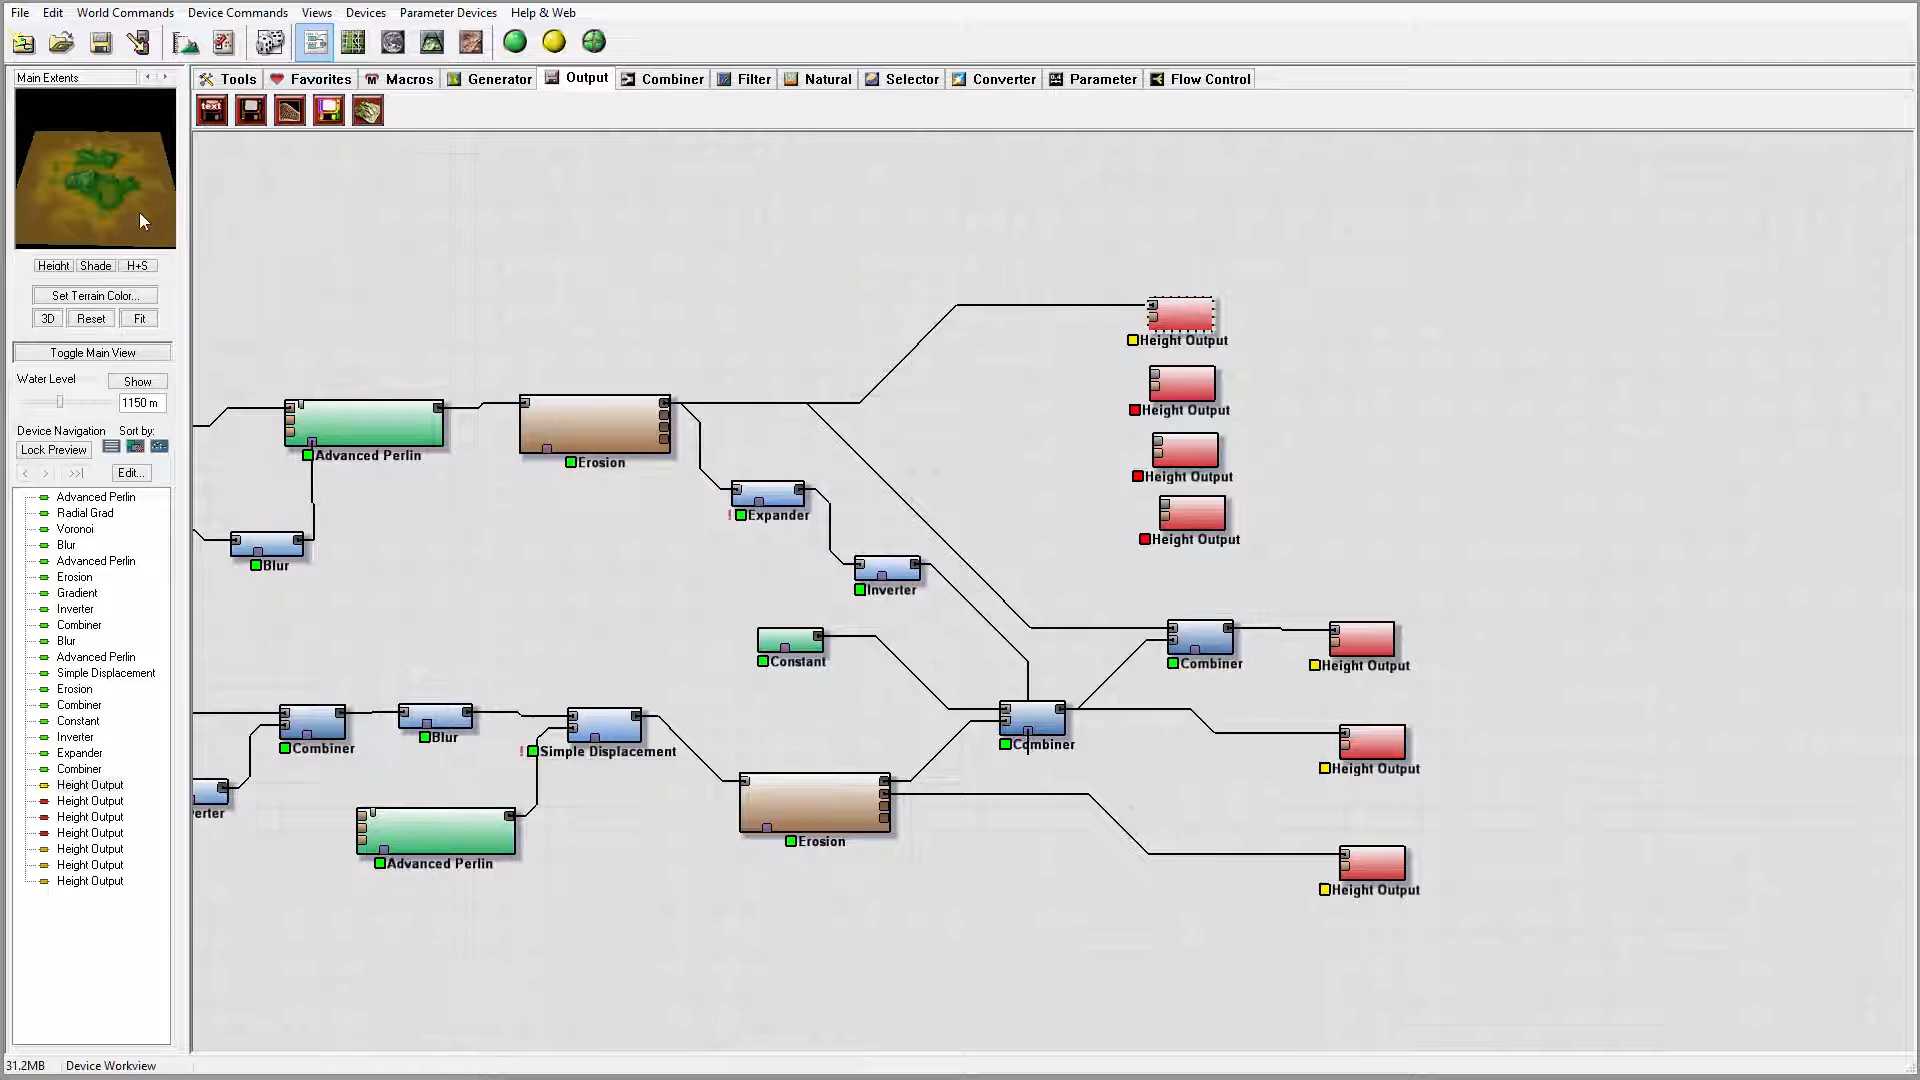 File Edit World Commands Device Commands Views Devices Parameter Devices Help & Web
Main Extents
Tools Favorites Macros Generator Output Combiner Filter Natural Selector Converter Parameter Flow Control
text
Height Shade H+S
Set Terrain Color...
3D Reset Fit
Toggle Main View
Water Level Show
1150 m
Device Navigation Sort by:
Lock Preview
Edit...
Advanced Perlin
Radial Grad
Voronoi
Blur
Advanced Perlin
Erosion
Gradient
Inverter
Combiner
Blur
Advanced Perlin
Simple Displacement
Erosion
Combiner
Constant
Inverter
Expander
Combiner
Height Output
Height Output
Height Output
Height Output
Height Output
Height Output
Height Output
Height Output
Height Output
Advanced Perlin
Erosion
Height Output
! Expander
Height Output
Blur
Inverter
Constant
Combiner
Height Output
Combiner
Blur
! Simple Displacement
Combiner
Height Output
erter
Erosion
Advanced Perlin
Height Output
31.2MB Device Workview